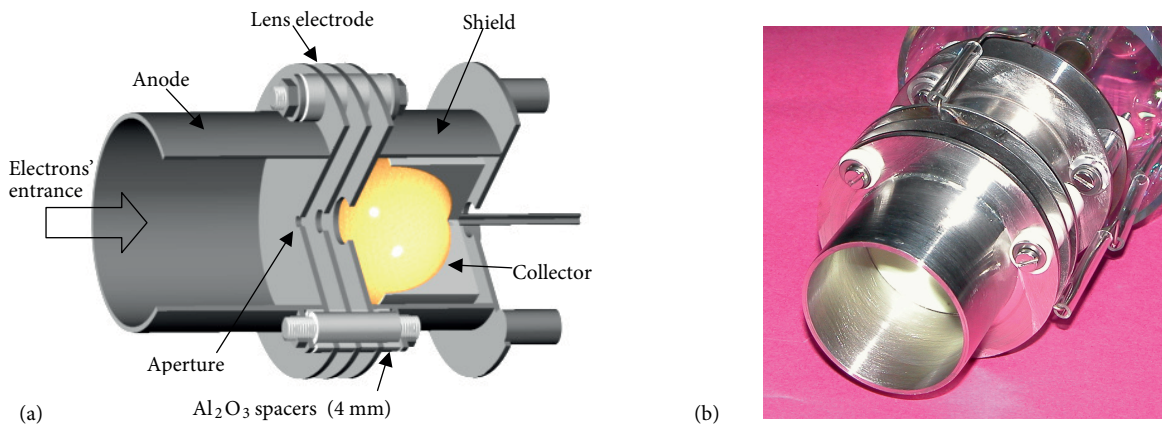 Lens electrode
Shield
Anode
Electrons'
entrance
Collector
Aperture
Al2O3 spacers (4 mm)
(a)
(b)